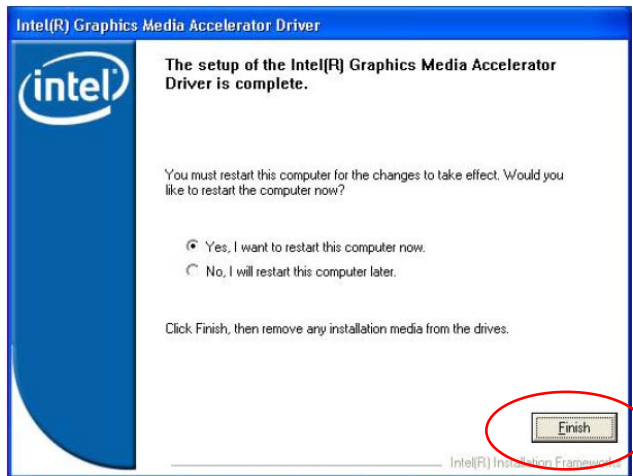 Intel(R) Graphics Media Accelerator Driver
intel
The setup of the Intel(R) Graphics Media Accelerator
Driver is complete.
You must restart this computer for the changes to take effect. Would you
like to restart the computer now?
Yes, I want to restart this computer now.
No, I will restart this computer later.
Click Finish, then remove any installation media from the drives.
Finish
Intel(R) Installation Frameworks